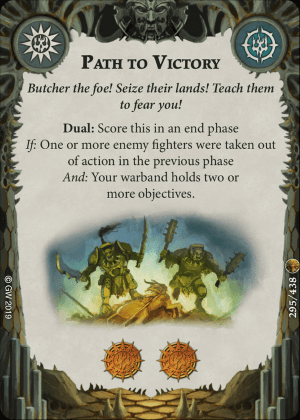 PATH TO VICTORY
Butcher the foe! Seize their lands! Teach them
to fear you!
Dual: Score this in an end phase
If: One or more enemy fighters were taken out
of action in the previous phase
And: Your warband holds two or
more objectives.
© GW 2019
295/438